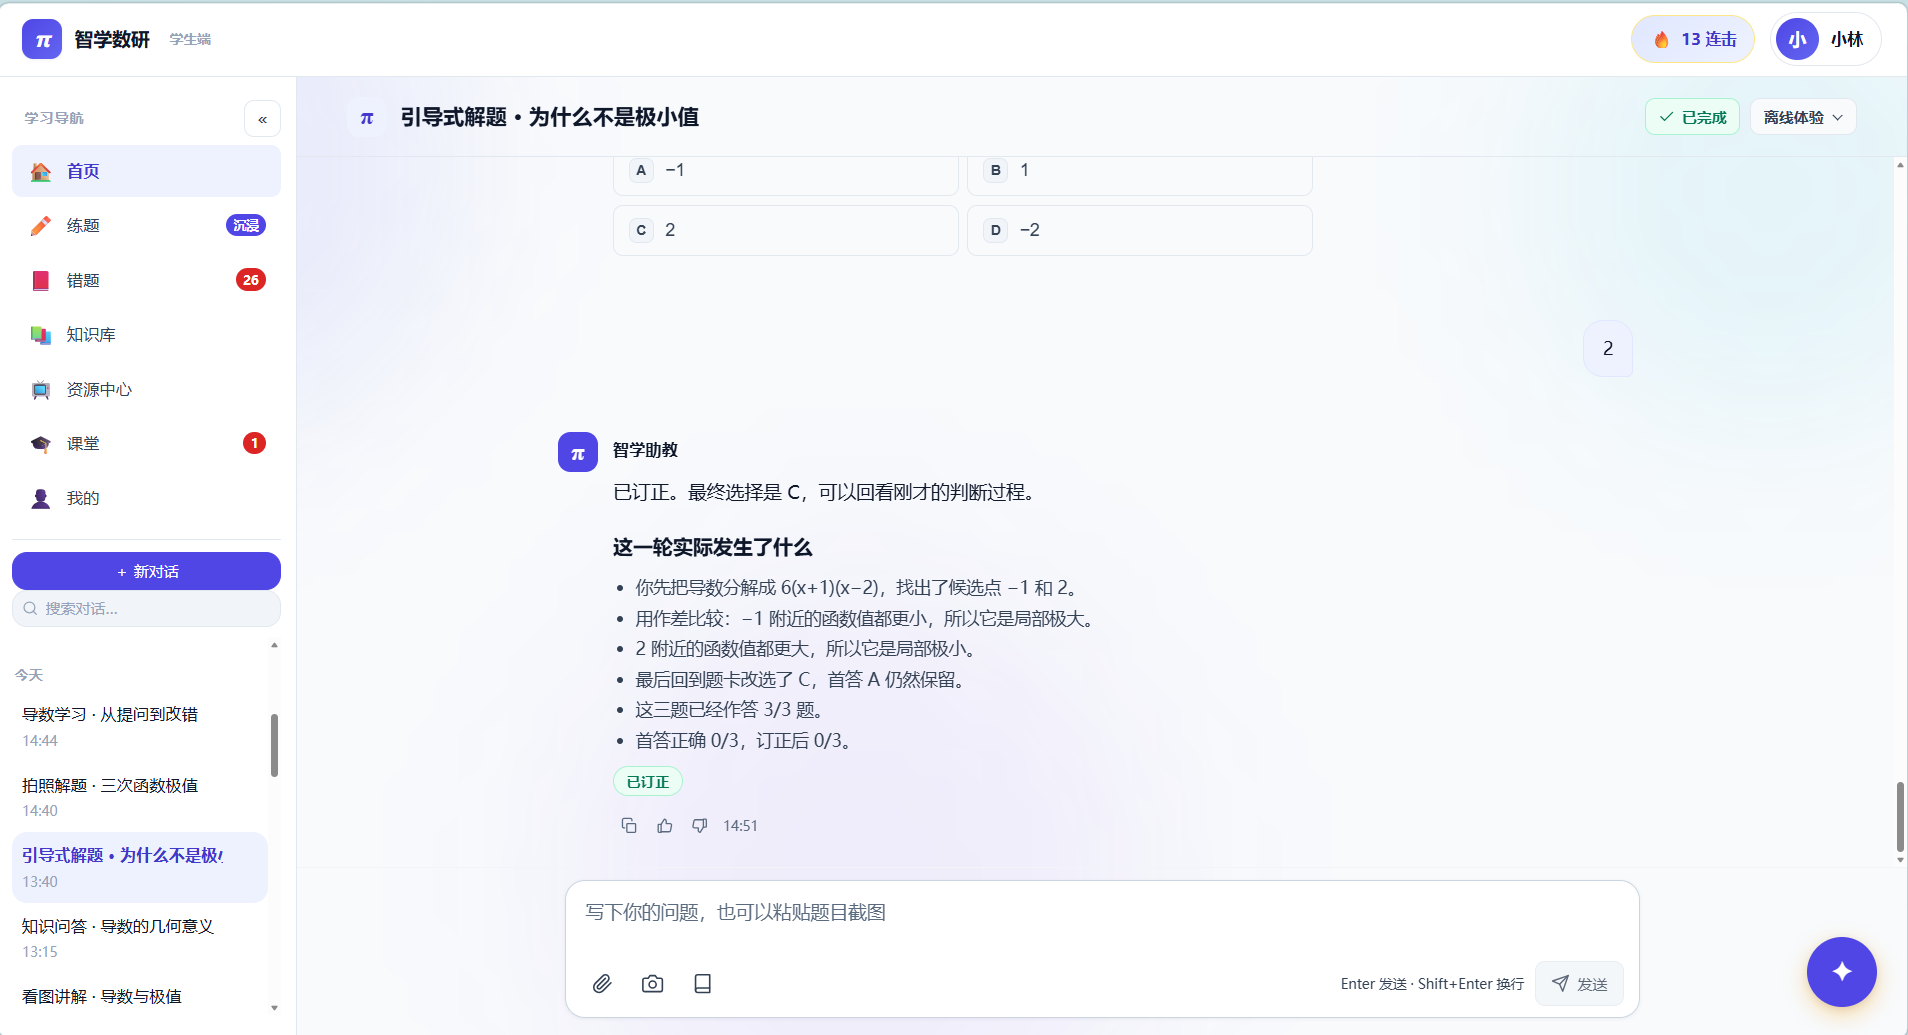 π 智学数研 学生端
13 连击
小 小林
学习导航
«
首页
练题 沉浸
错题 26
知识库
资源中心
课堂 1
我的
+ 新对话
搜索对话...
今天
导数学习 · 从提问到改错
14:44
拍照解题 · 三次函数极值
14:40
引导式解题 • 为什么不是极
13:40
知识问答 · 导数的几何意义
13:15
看图讲解 · 导数与极值
π 引导式解题 • 为什么不是极小值
已完成
离线体验
A −1
B 1
C 2
D −2
2
π 智学助教
已订正。最终选择是 C，可以回看刚才的判断过程。
这一轮实际发生了什么
• 你先把导数分解成 6(x+1)(x−2)，找出了候选点 −1 和 2。
• 用作差比较：−1 附近的函数值都更小，所以它是局部极大。
• 2 附近的函数值都更大，所以它是局部极小。
• 最后回到题卡改选了 C，首答 A 仍然保留。
• 这三题已经作答 3/3 题。
• 首答正确 0/3，订正后 0/3。
已订正
14:51
写下你的问题，也可以粘贴题目截图
Enter 发送 · Shift+Enter 换行
发送